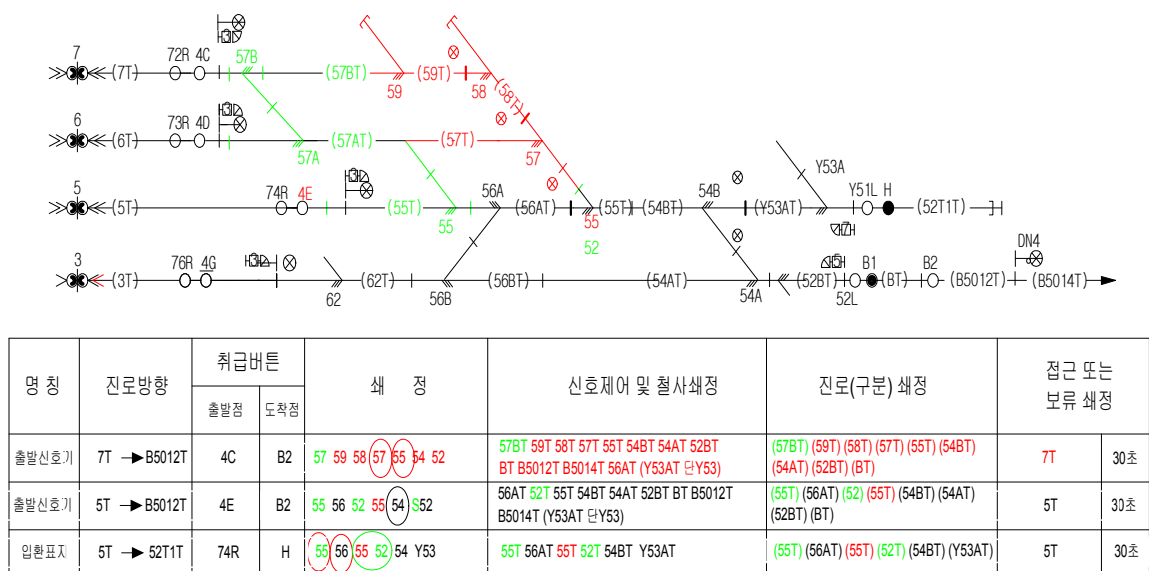 7 (7T) 72R 4C 3 57B (57BT) 59 (59T) 58 (58T)
6 (6T) 73R 4D 3 57A (57AT) (57T) 57
5 (5T) 74R 4E 3 (55T) 55 56A (56AT) 55 52 (55T) 54B (54BT) (Y53AT) Y53A 7 Y51L H (52T1T)
3 (3T) 76R 4G 3 62 (62T) 56B (56BT) (54AT) 54A 5 (52BT) 52L B1 (BT) B2 (B5012T) DN4 (B5014T)
명 칭 진로방향 취급버튼 쇄 정 신호제어 및 철사쇄정 진로(구분) 쇄정 접근 또는
보류 쇄정
출발점 도착점
출발신호기 7T → B5012T 4C B2 57 59 58 57 55 54 52 57BT 59T 58T 57T 55T 54BT 54AT 52BT
BT B5012T B5014T 56AT (Y53AT 단Y53) (57BT) (59T) (58T) (57T) (55T) (54BT)
(54AT) (52BT) (BT) 7T 30초
출발신호기 5T → B5012T 4E B2 55 56 52 55 54 S52 56AT 52T 55T 54BT 54AT 52BT BT B5012T
B5014T (Y53AT 단Y53) (55T) (56AT) (52) (55T) (54BT) (54AT)
(52BT) (BT) 5T 30초
입환표지 5T → 52T1T 74R H 55 56 55 52 54 Y53 55T 56AT 55T 52T 54BT Y53AT (55T) (56AT) (55T) (52T) (54BT) (Y53AT) 5T 30초